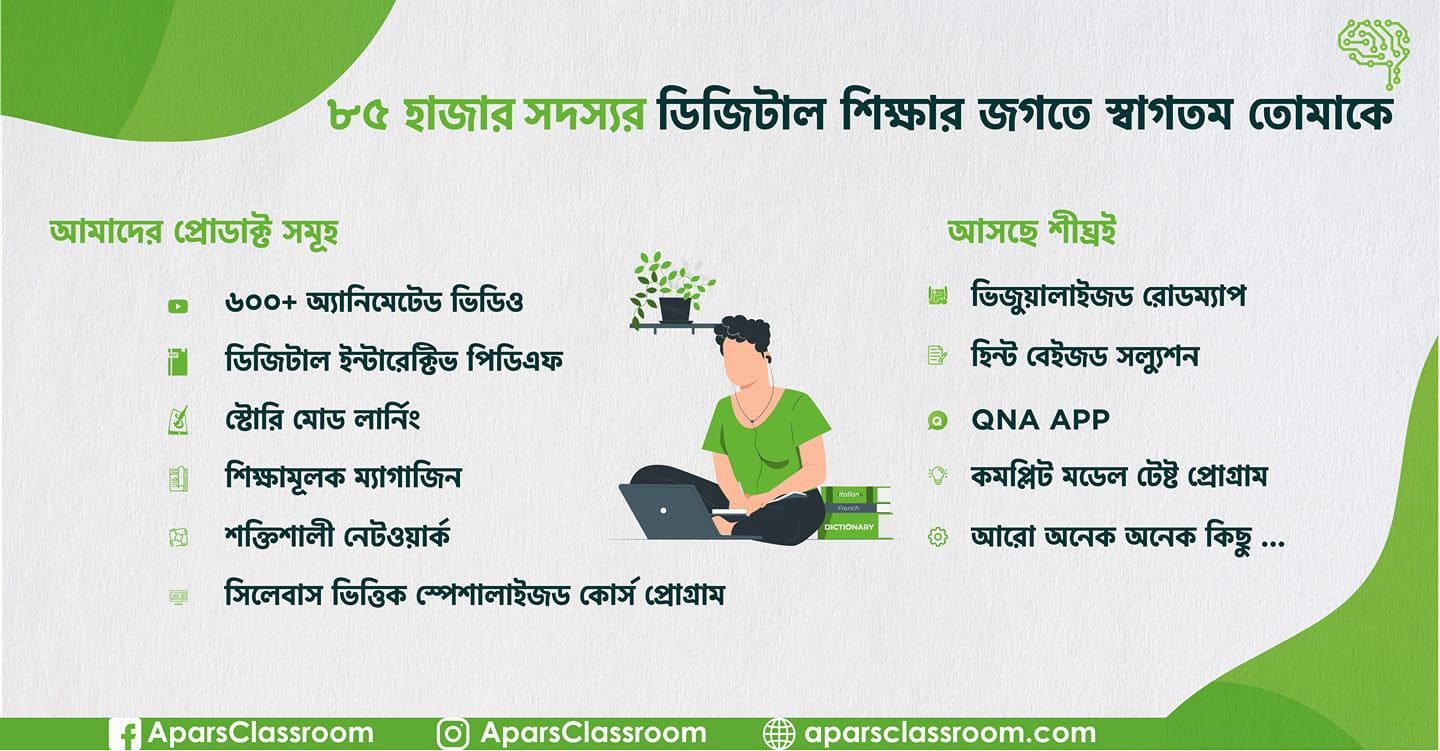 ৮৫ হাজার সদস্যর ডিজিটাল শিক্ষার জগতে স্বাগতম তোমাকে
আমাদের প্রোডাক্ট সমূহ
৬০০+ অ্যানিমেটেড ভিডিও
ডিজিটাল ইন্টারেক্টিভ পিডিএফ
স্টোরি মোড লার্নিং
শিক্ষামূলক ম্যাগাজিন
শক্তিশালী নেটওয়ার্ক
সিলেবাস ভিত্তিক স্পেশালাইজড কোর্স প্রোগ্রাম
আসছে শীঘ্রই
ভিজুয়ালাইজড রোডম্যাপ
হিন্ট বেইজড সল্যুশন
QNA APP
কমপ্লিট মডেল টেষ্ট প্রোগ্রাম
আরো অনেক অনেক কিছু ...
Italian
French
DICTIONARY
AparsClassroom
AparsClassroom
aparsclassroom.com